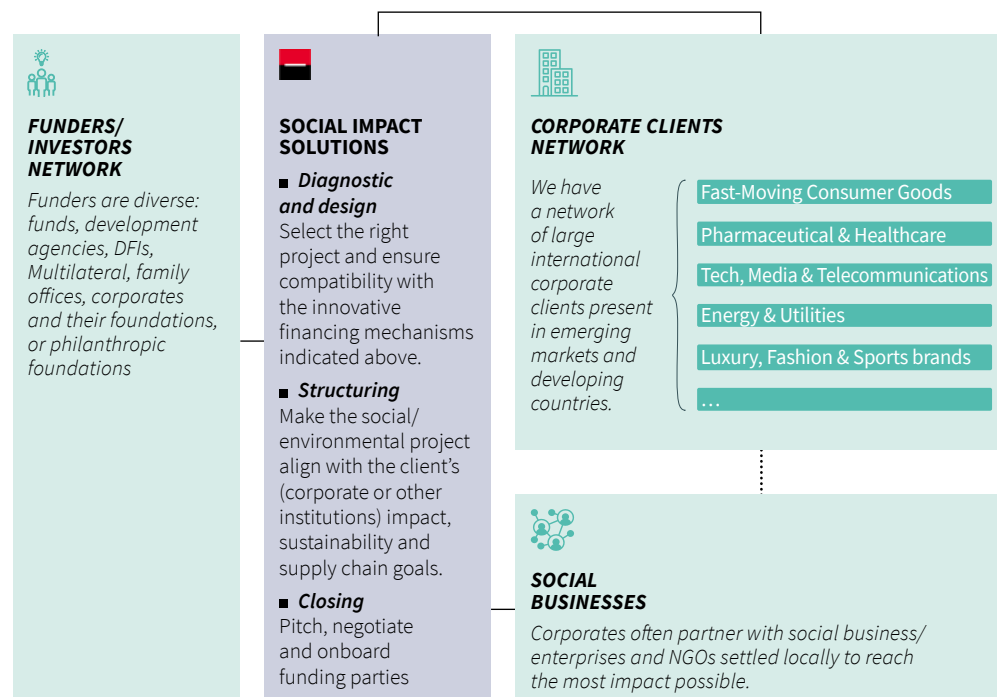 FUNDERS/
INVESTORS
NETWORK
Funders are diverse:
funds, development
agencies, DFIs,
Multilateral, family
offices, corporates
and their foundations,
or philanthropic
foundations
SOCIAL IMPACT
SOLUTIONS
■ Diagnostic
and design
Select the right
project and ensure
compatibility with
the innovative
financing mechanisms
indicated above.
■ Structuring
Make the social/
environmental project
align with the client’s
(corporate or other
institutions) impact,
sustainability and
supply chain goals.
■ Closing
Pitch, negotiate
and onboard
funding parties
CORPORATE CLIENTS
NETWORK
We have
a network
of large
international
corporate
clients present
in emerging
markets and
developing
countries.
Fast-Moving Consumer Goods
Pharmaceutical & Healthcare
Tech, Media & Telecommunications
Energy & Utilities
Luxury, Fashion & Sports brands
…
SOCIAL
BUSINESSES
Corporates often partner with social business/
enterprises and NGOs settled locally to reach
the most impact possible.